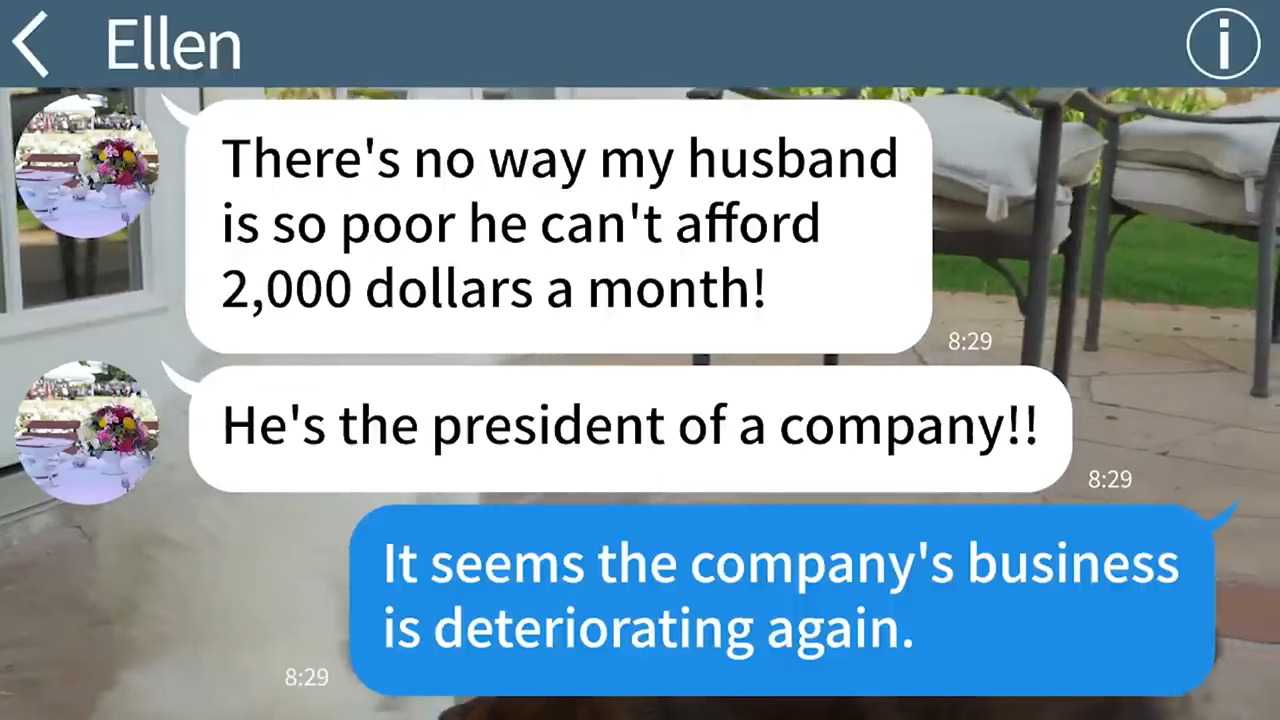 Ellen
There's no way my husband
is so poor he can't afford
2,000 dollars a month!
8:29
He's the president of a company!!
8:29
It seems the company's business
is deteriorating again.
8:29